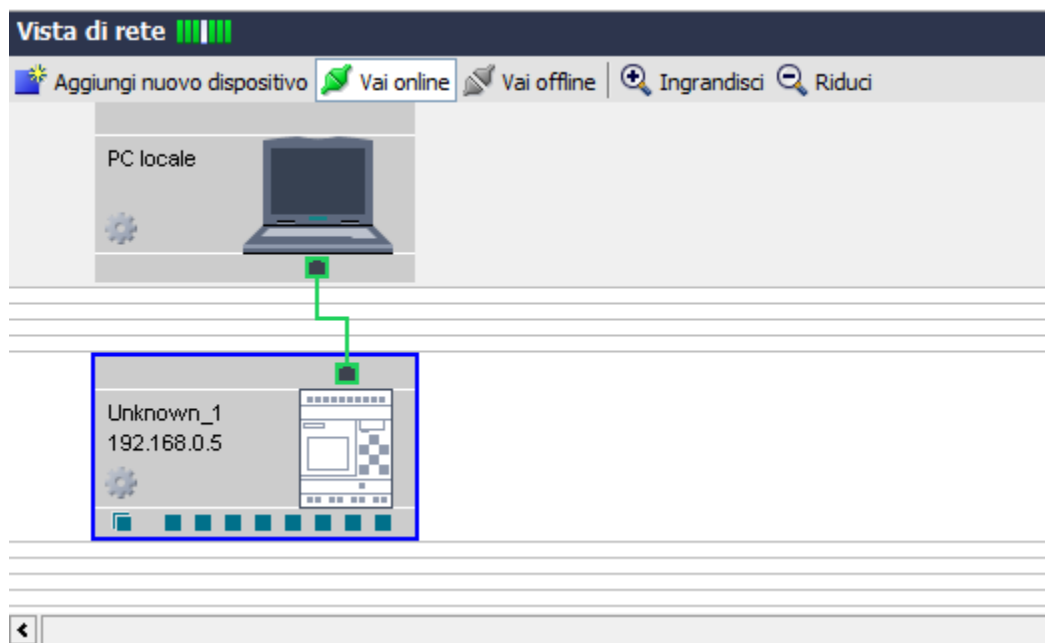 Vista di rete
Aggiungi nuovo dispositivo Vai online Vai offline Ingrandisci Riduci
PC locale
Unknown_1
192.168.0.5